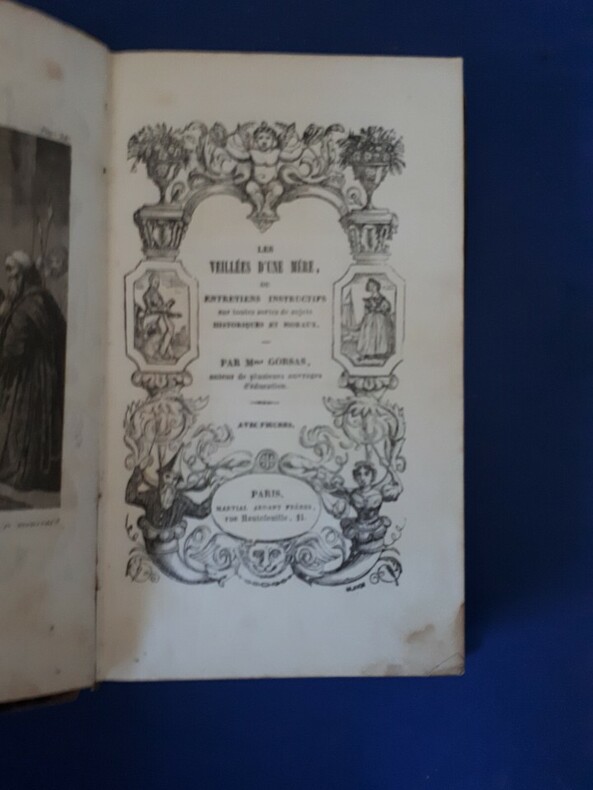 LES
VEILLÉES D'UNE MÈRE,
OU
ENTRETIENS INSTRUCTIFS
sur toutes sortes de sujets
HISTORIQUES ET MORAUX.
PAR Mme GORSAS,
auteur de plusieurs ouvrages
d'éducation.
AVEC FIGURES.
PARIS,
MARTIAL ARDANT FRÈRES,
rue Hautefeuille,